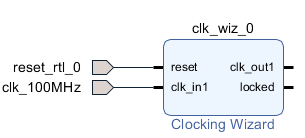 clk_wiz_0
reset_rtl_0
reset
clk_out1
clk_100MHz
clk_in1
locked
Clocking Wizard